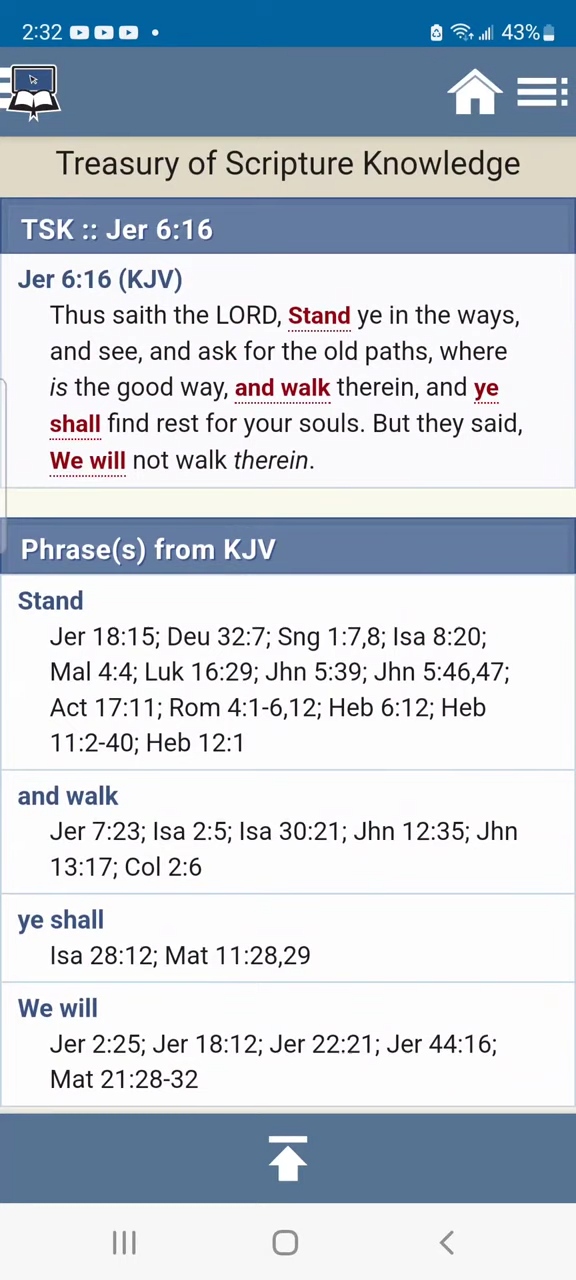 2:32
43%
Treasury of Scripture Knowledge
TSK :: Jer 6:16
Jer 6:16 (KJV)
Thus saith the LORD, Stand ye in the ways,
and see, and ask for the old paths, where
is the good way, and walk therein, and ye
shall find rest for your souls. But they said,
We will not walk therein.
Phrase(s) from KJV
Stand
Jer 18:15; Deu 32:7; Sng 1:7,8; Isa 8:20;
Mal 4:4; Luk 16:29; Jhn 5:39; Jhn 5:46,47;
Act 17:11; Rom 4:1-6,12; Heb 6:12; Heb
11:2-40; Heb 12:1
and walk
Jer 7:23; Isa 2:5; Isa 30:21; Jhn 12:35; Jhn
13:17; Col 2:6
ye shall
Isa 28:12; Mat 11:28,29
We will
Jer 2:25; Jer 18:12; Jer 22:21; Jer 44:16;
Mat 21:28-32